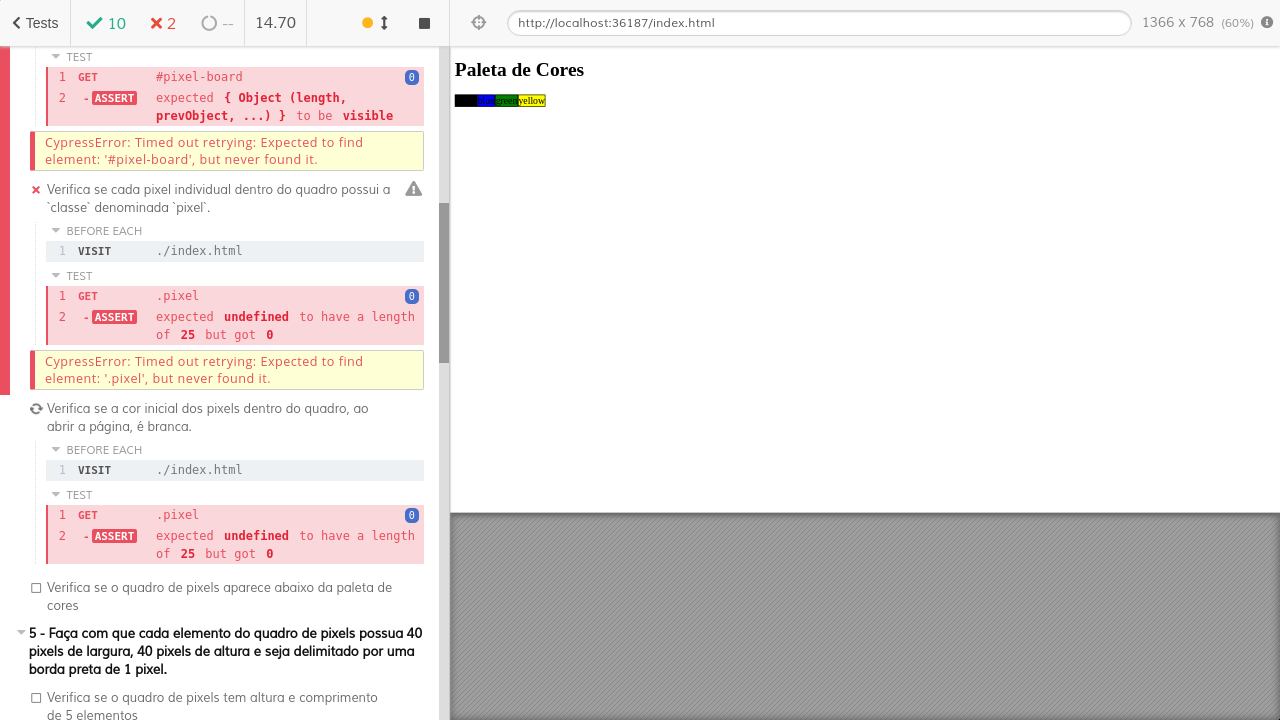 Tests
10
2
--
14.70
http://localhost:36187/index.html
1366 x 768 (60%)
TEST
1 GET #pixel-board 0
2 - ASSERT expected { Object (length,
prevObject, ...) } to be visible
CypressError: Timed out retrying: Expected to find
element: '#pixel-board', but never found it.
Verifica se cada pixel individual dentro do quadro possui a
`classe` denominada `pixel`.
BEFORE EACH
1 VISIT ./index.html
TEST
1 GET .pixel 0
2 - ASSERT expected undefined to have a length
of 25 but got 0
CypressError: Timed out retrying: Expected to find
element: '.pixel', but never found it.
Verifica se a cor inicial dos pixels dentro do quadro, ao
abrir a página, é branca.
BEFORE EACH
1 VISIT ./index.html
TEST
1 GET .pixel 0
2 - ASSERT expected undefined to have a length
of 25 but got 0
Verifica se o quadro de pixels aparece abaixo da paleta de
cores
5 - Faça com que cada elemento do quadro de pixels possua 40
pixels de largura, 40 pixels de altura e seja delimitado por uma
borda preta de 1 pixel.
Verifica se o quadro de pixels tem altura e comprimento
de 5 elementos
Paleta de Cores
green yellow